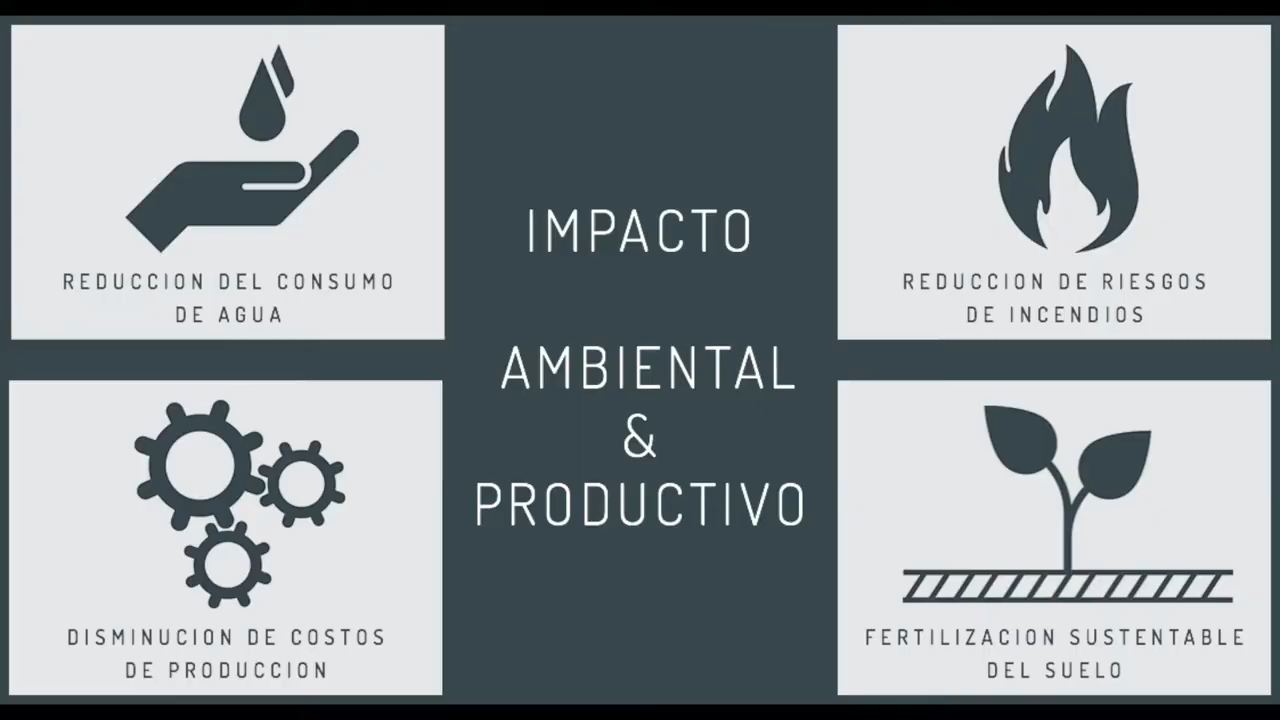 REDUCCION DEL CONSUMO
DE AGUA
DISMINUCION DE COSTOS
DE PRODUCCION
IMPACTO
AMBIENTAL
&
PRODUCTIVO
REDUCCION DE RIESGOS
DE INCENDIOS
FERTILIZACION SUSTENTABLE
DEL SUELO